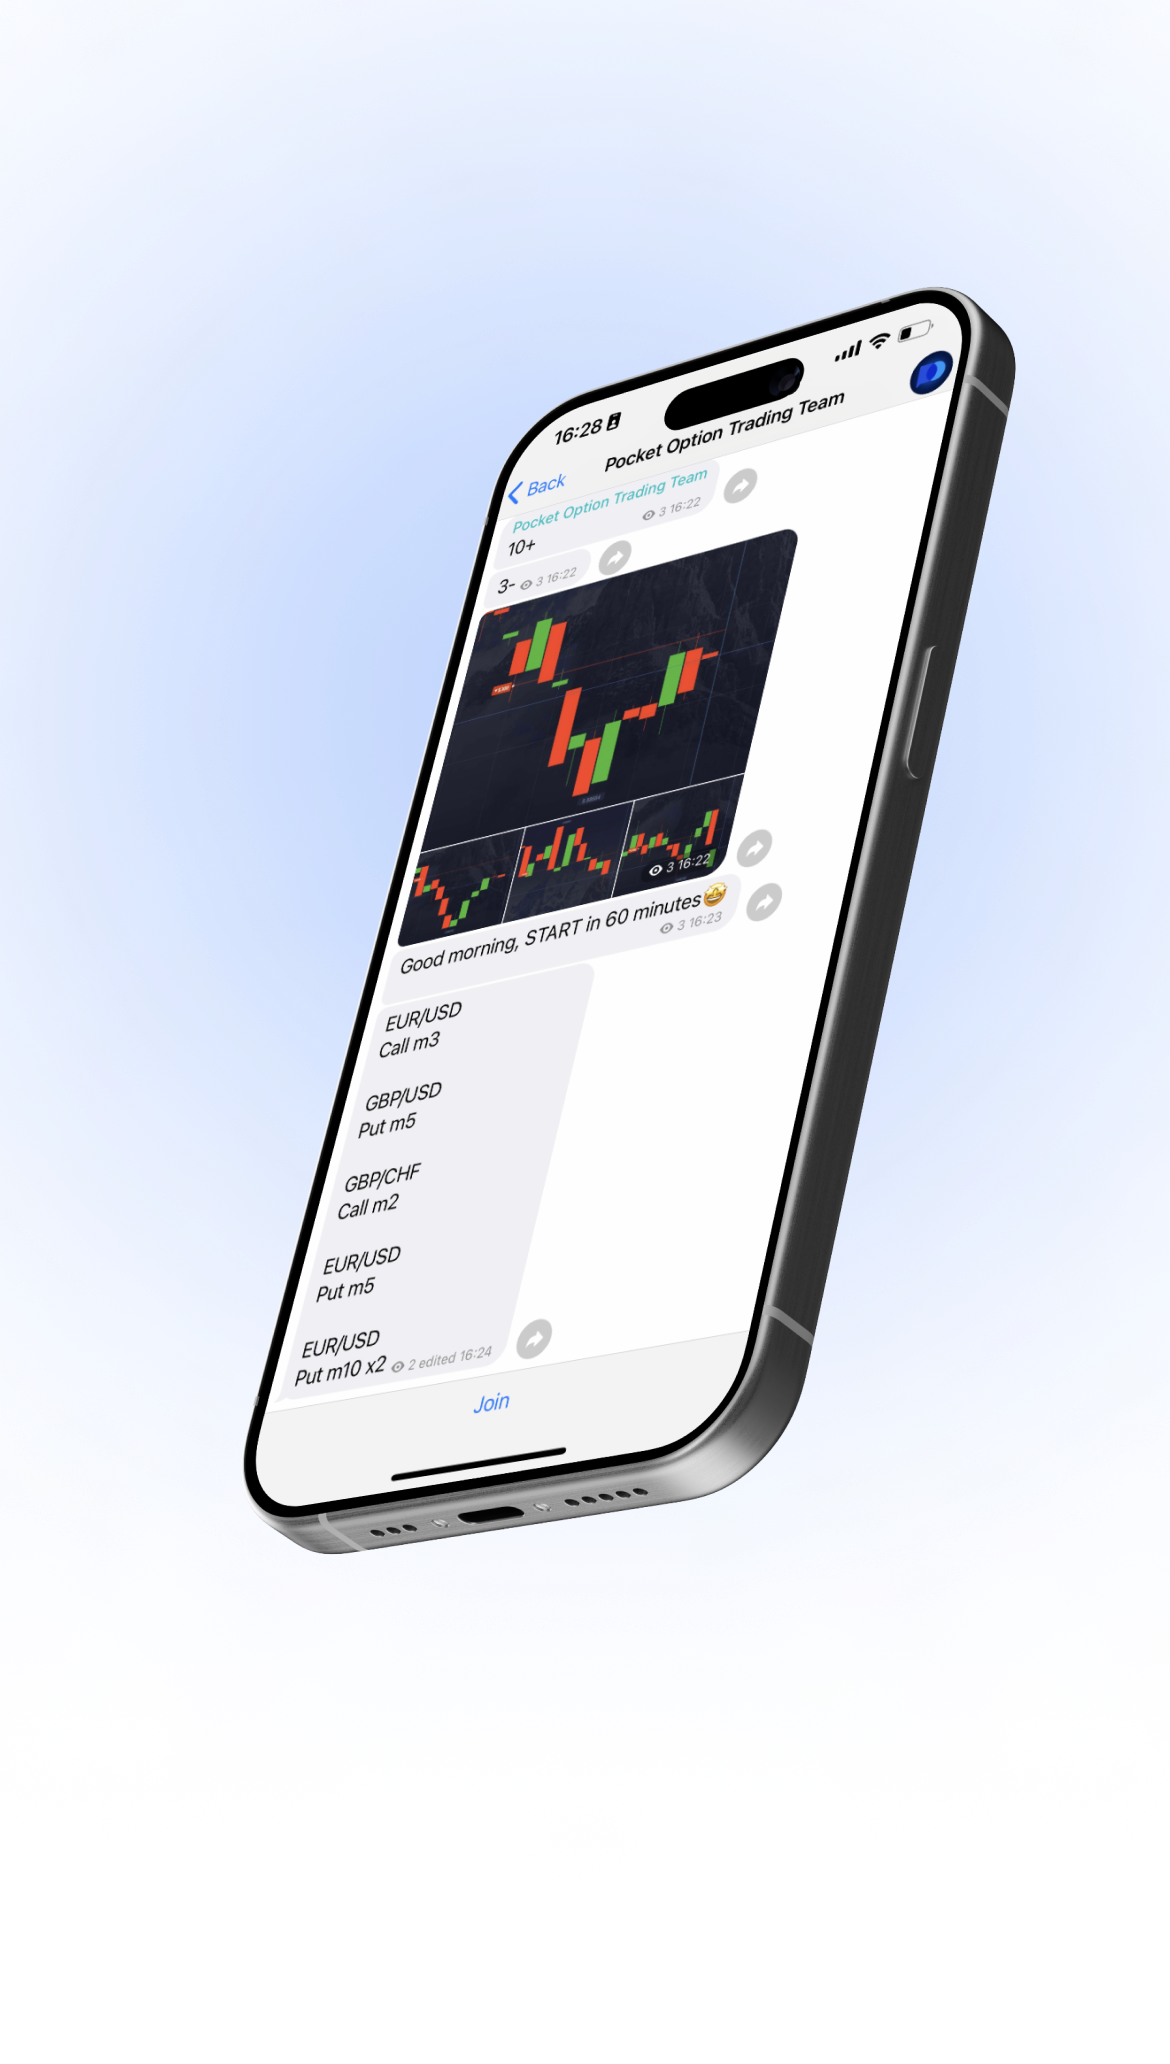 16:28
Back
Pocket Option Trading Team
Pocket Option Trading Team
10+
3 16:22
3-
3 16:22
3 16:22
Good morning, START in 60 minutes🤩
3 16:23
EUR/USD
Call m3
GBP/USD
Put m5
GBP/CHF
Call m2
EUR/USD
Put m5
EUR/USD
Put m10 x2
2 edited 16:24
Join